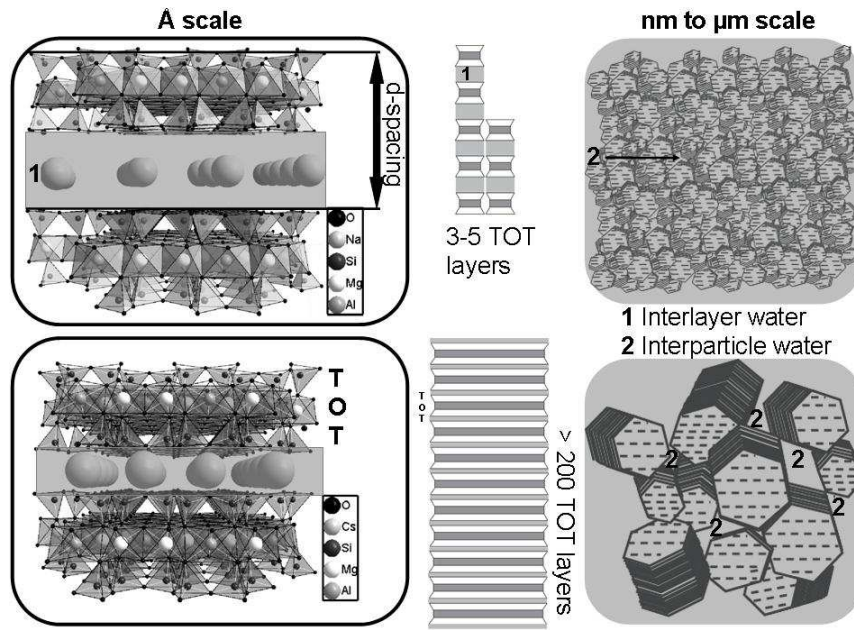 Å scale
nm to µm scale
d-spacing
1
O
Na
Si
Mg
Al
1
3-5 TOT
layers
2
1 Interlayer water
2 Interparticle water
T
O
T
O
Cs
Si
Mg
Al
T
O
T
> 200 TOT layers
2
2
2
2
2